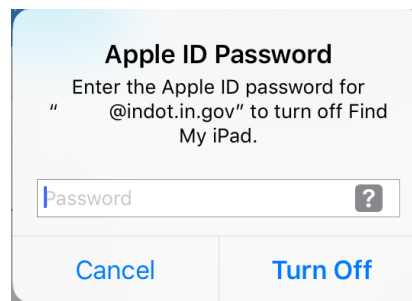 Apple ID Password
Enter the Apple ID password for
“ @indot.in.gov” to turn off Find
My iPad.
Password
?
Cancel
Turn Off